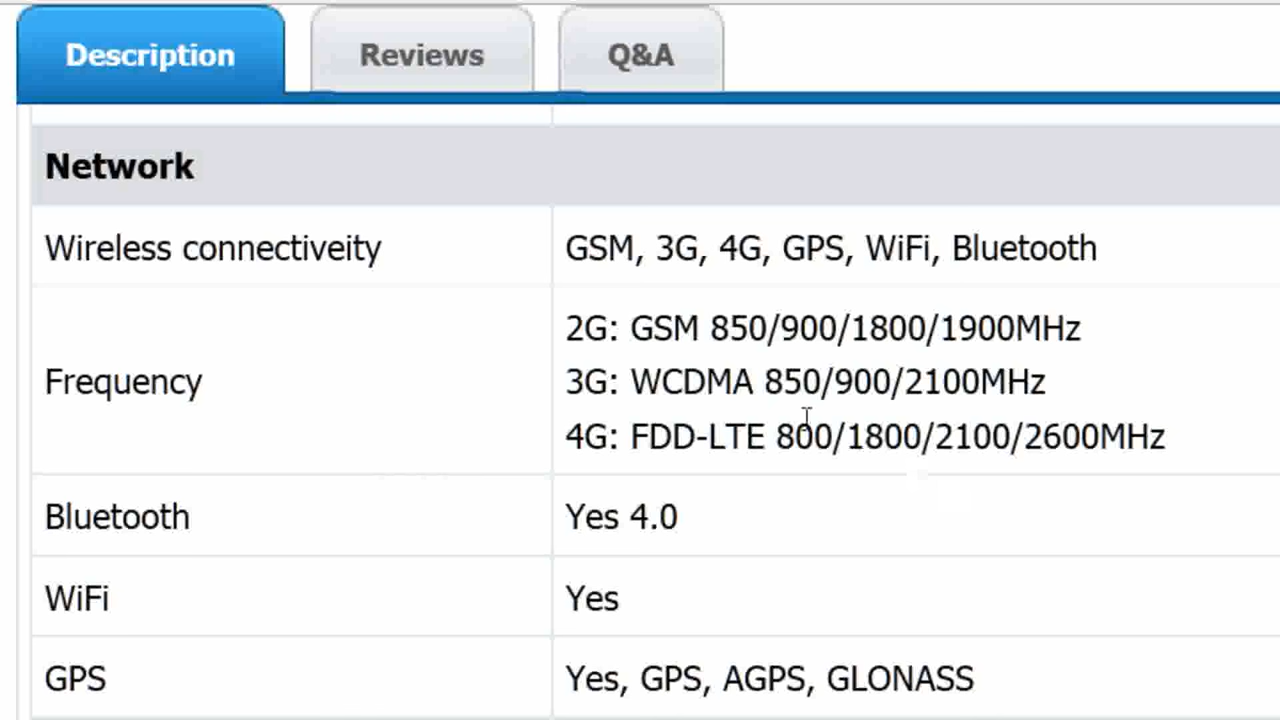 Description Reviews Q&A
Network
Wireless connectiveity GSM, 3G, 4G, GPS, WiFi, Bluetooth
2G: GSM 850/900/1800/1900MHz
Frequency 3G: WCDMA 850/900/2100MHz
4G: FDD-LTE 800/1800/2100/2600MHz
Bluetooth Yes 4.0
WiFi Yes
GPS Yes, GPS, AGPS, GLONASS